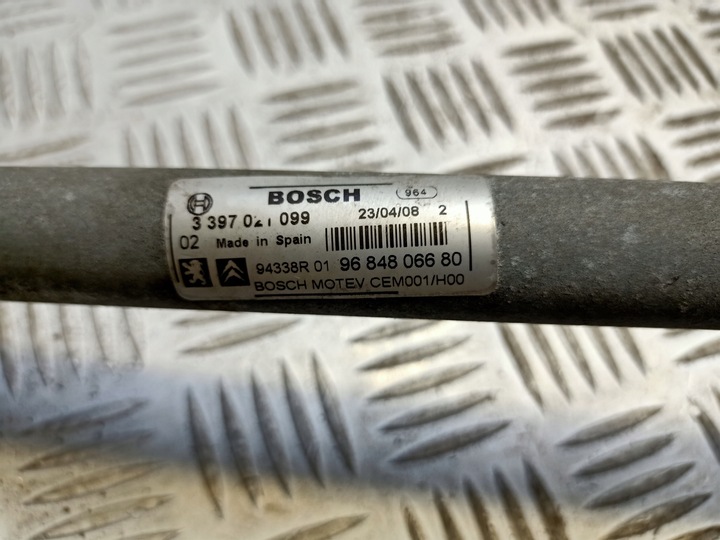 BOSCH 964
3 397 021 099 23/04/08 2
02 Made in Spain
94338R 01 96 848 066 80
BOSCH MOTEV CEM001/H00